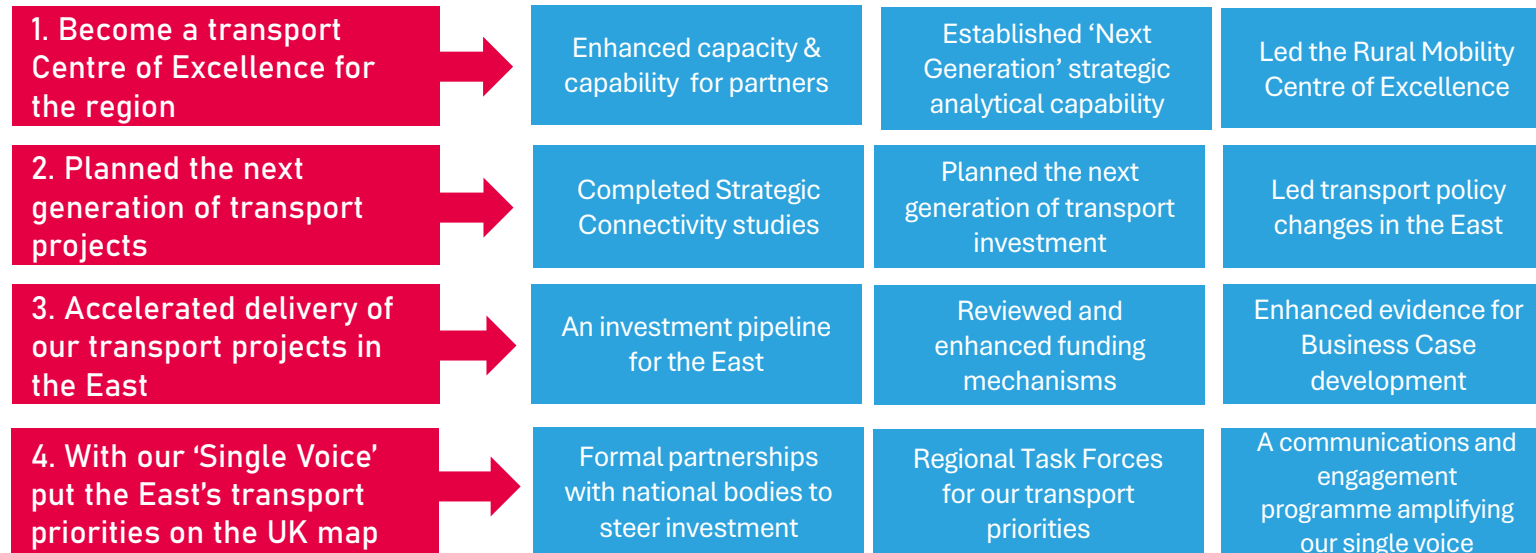 1. Become a transport
Centre of Excellence for
the region
Enhanced capacity &
capability for partners
Established ‘Next
Generation’ strategic
analytical capability
Led the Rural Mobility
Centre of Excellence
2. Planned the next
generation of transport
projects
Completed Strategic
Connectivity studies
Planned the next
generation of transport
investment
Led transport policy
changes in the East
3. Accelerated delivery of
our transport projects in
the East
An investment pipeline
for the East
Reviewed and
enhanced funding
mechanisms
Enhanced evidence for
Business Case
development
4. With our ‘Single Voice’
put the East’s transport
priorities on the UK map
Formal partnerships
with national bodies to
steer investment
Regional Task Forces
for our transport
priorities
A communications and
engagement
programme amplifying
our single voice